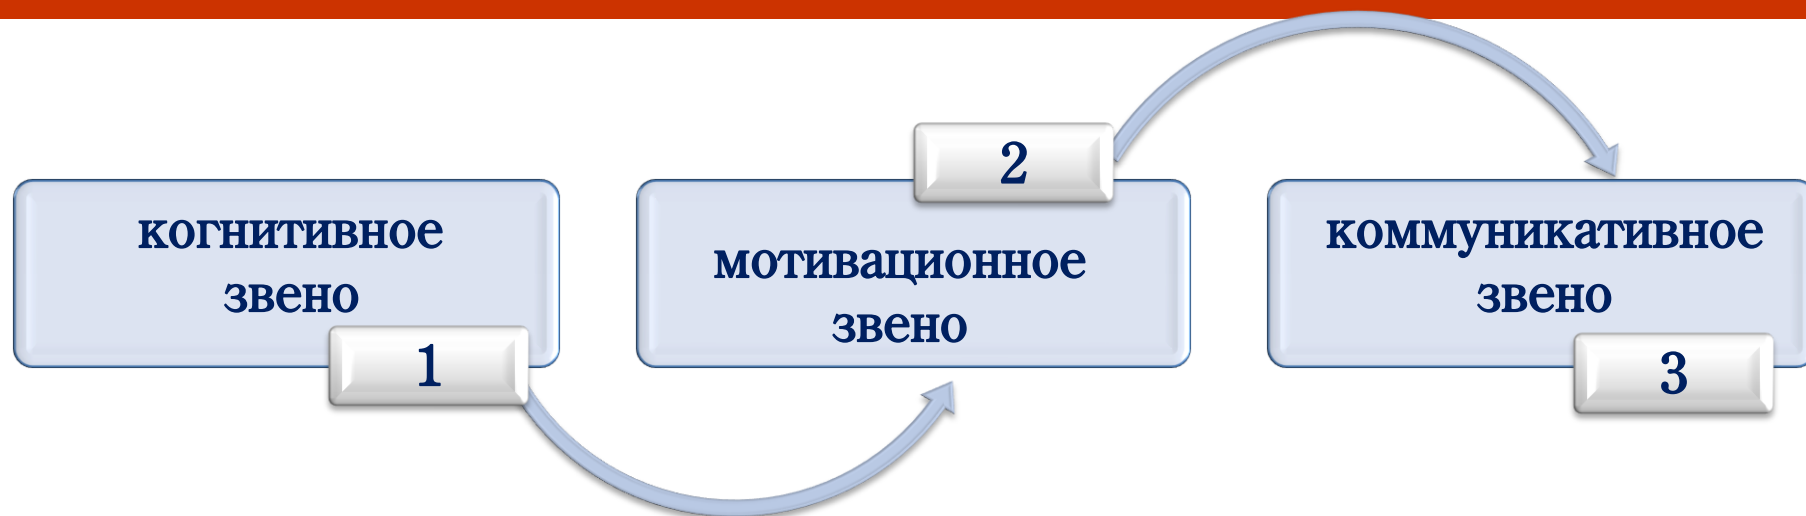 когнитивное
звено
1
2
мотивационное
звено
коммуникативное
звено
3